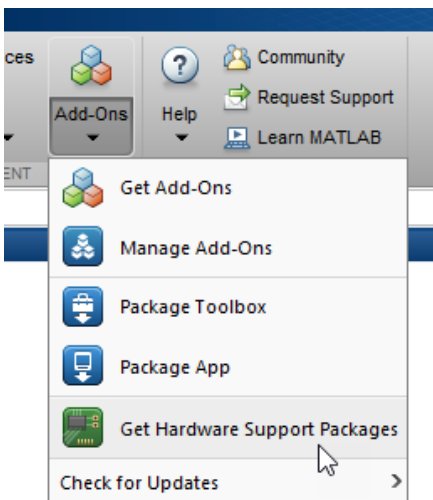 ces
Add-Ons
Help
Community
Request Support
Learn MATLAB
ENT
Get Add-Ons
Manage Add-Ons
Package Toolbox
Package App
Get Hardware Support Packages
Check for Updates